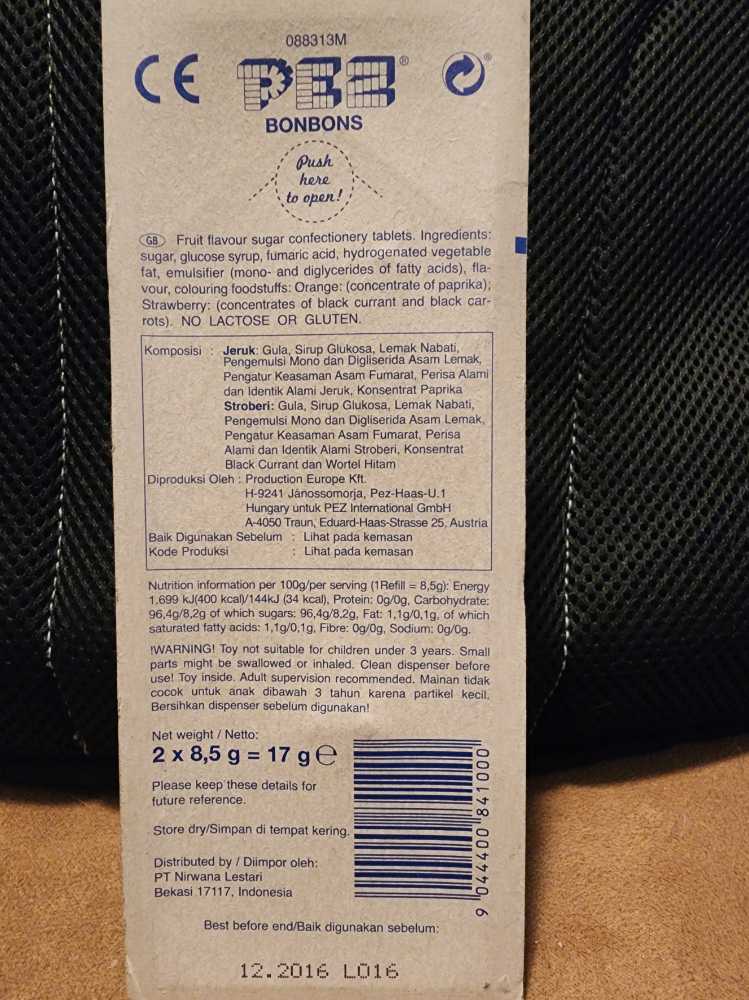 088313M
CE PEZ®
BONBONS
Push
here
to open!
GB Fruit flavour sugar confectionery tablets. Ingredients:
sugar, glucose syrup, fumaric acid, hydrogenated vegetable
fat, emulsifier (mono- and diglycerides of fatty acids), fla-
vour, colouring foodstuffs: Orange: (concentrate of paprika);
Strawberry: (concentrates of black currant and black car-
rots). NO LACTOSE OR GLUTEN.
Komposisi : Jeruk: Gula, Sirup Glukosa, Lemak Nabati,
Pengemulsi Mono dan Digliserida Asam Lemak,
Pengatur Keasaman Asam Fumarat, Perisa Alami
dan Identik Alami Jeruk, Konsentrat Paprika
Stroberi: Gula, Sirup Glukosa, Lemak Nabati,
Pengemulsi Mono dan Digliserida Asam Lemak,
Pengatur Keasaman Asam Fumarat, Perisa
Alami dan Identik Alami Stroberi, Konsentrat
Black Currant dan Wortel Hitam
Diproduksi Oleh : Production Europe Kft.
H-9241 Jánossomorja, Pez-Haas-U.1
Hungary untuk PEZ International GmbH
A-4050 Traun, Eduard-Haas-Strasse 25, Austria
Baik Digunakan Sebelum : Lihat pada kemasan
Kode Produksi : Lihat pada kemasan
Nutrition information per 100g/per serving (1Refill = 8,5g): Energy
1,699 kJ(400 kcal)/144kJ (34 kcal), Protein: 0g/0g, Carbohydrate:
96,4g/8,2g of which sugars: 96,4g/8,2g, Fat: 1,1g/0,1g, of which
saturated fatty acids: 1,1g/0,1g, Fibre: 0g/0g, Sodium: 0g/0g.
!WARNING! Toy not suitable for children under 3 years. Small
parts might be swallowed or inhaled. Clean dispenser before
use! Toy inside. Adult supervision recommended. Mainan tidak
cocok untuk anak dibawah 3 tahun karena partikel kecil.
Bersihkan dispenser sebelum digunakan!
Net weight / Netto:
2 x 8,5 g = 17 g ℮
Please keep these details for
future reference.
Store dry/Simpan di tempat kering.
Distributed by / Diimpor oleh:
PT Nirwana Lestari
Bekasi 17117, Indonesia
9 044400 841000
Best before end/Baik digunakan sebelum:
12.2016 L016